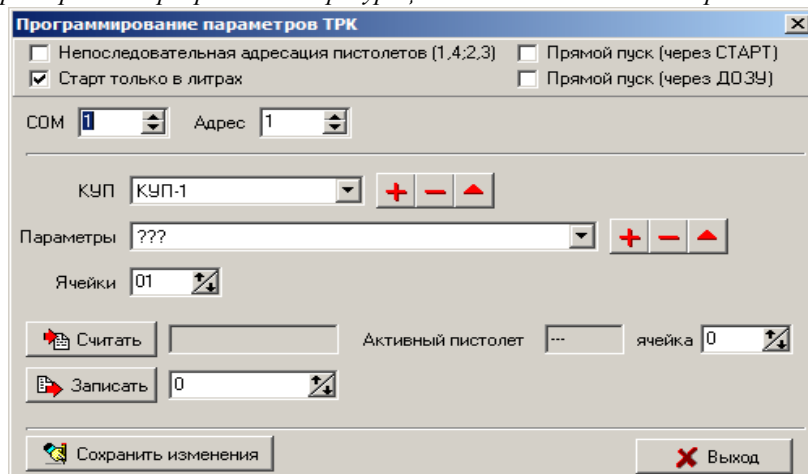 Программирование параметров ТРК
Непоследовательная адресация пистолетов (1,4;2,3) Прямой пуск (через СТАРТ)
Старт только в литрах Прямой пуск (через ДОЗУ)
COM 1 Адрес 1
КУП КУП-1
Параметры ???
Ячейки 01
Считать Активный пистолет --- ячейка 0
Записать 0
Сохранить изменения Выход